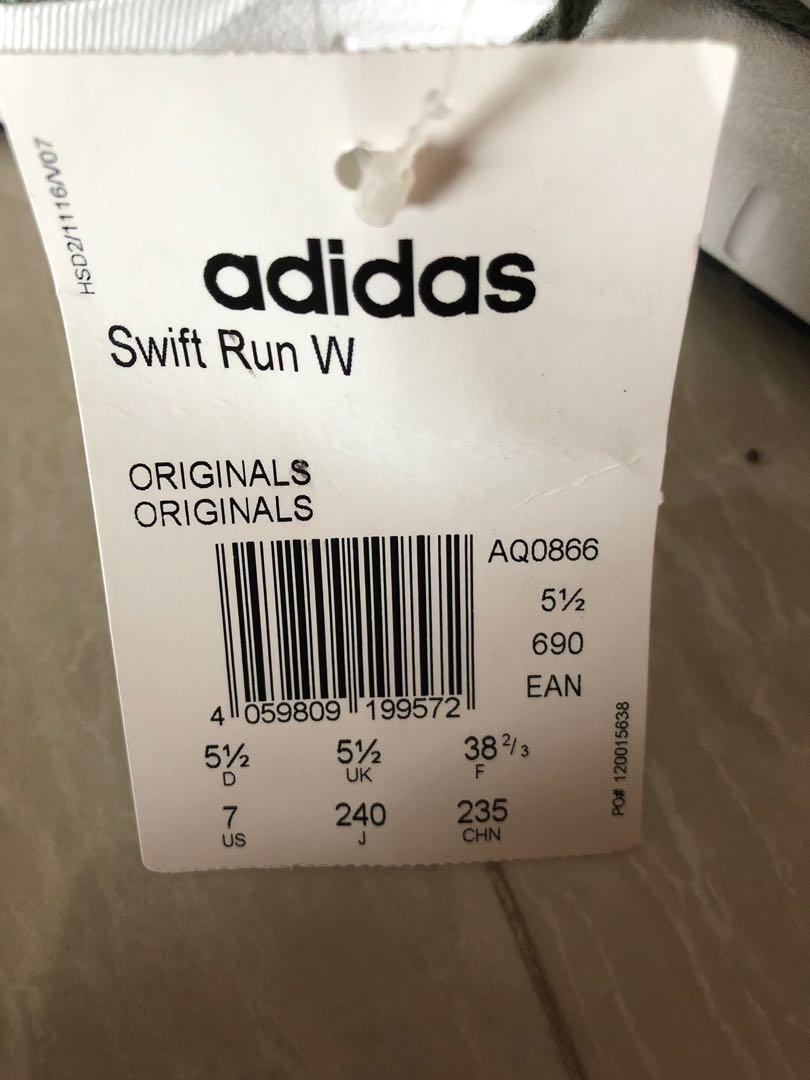 HSD2/1116/V07
adidas
Swift Run W
ORIGINALS
ORIGINALS
AQ0866
5½
690
EAN
4 059809 199572
5½ 5½ 38 2/3
D UK F
7 240 235
US J CHN
PO# 120015638